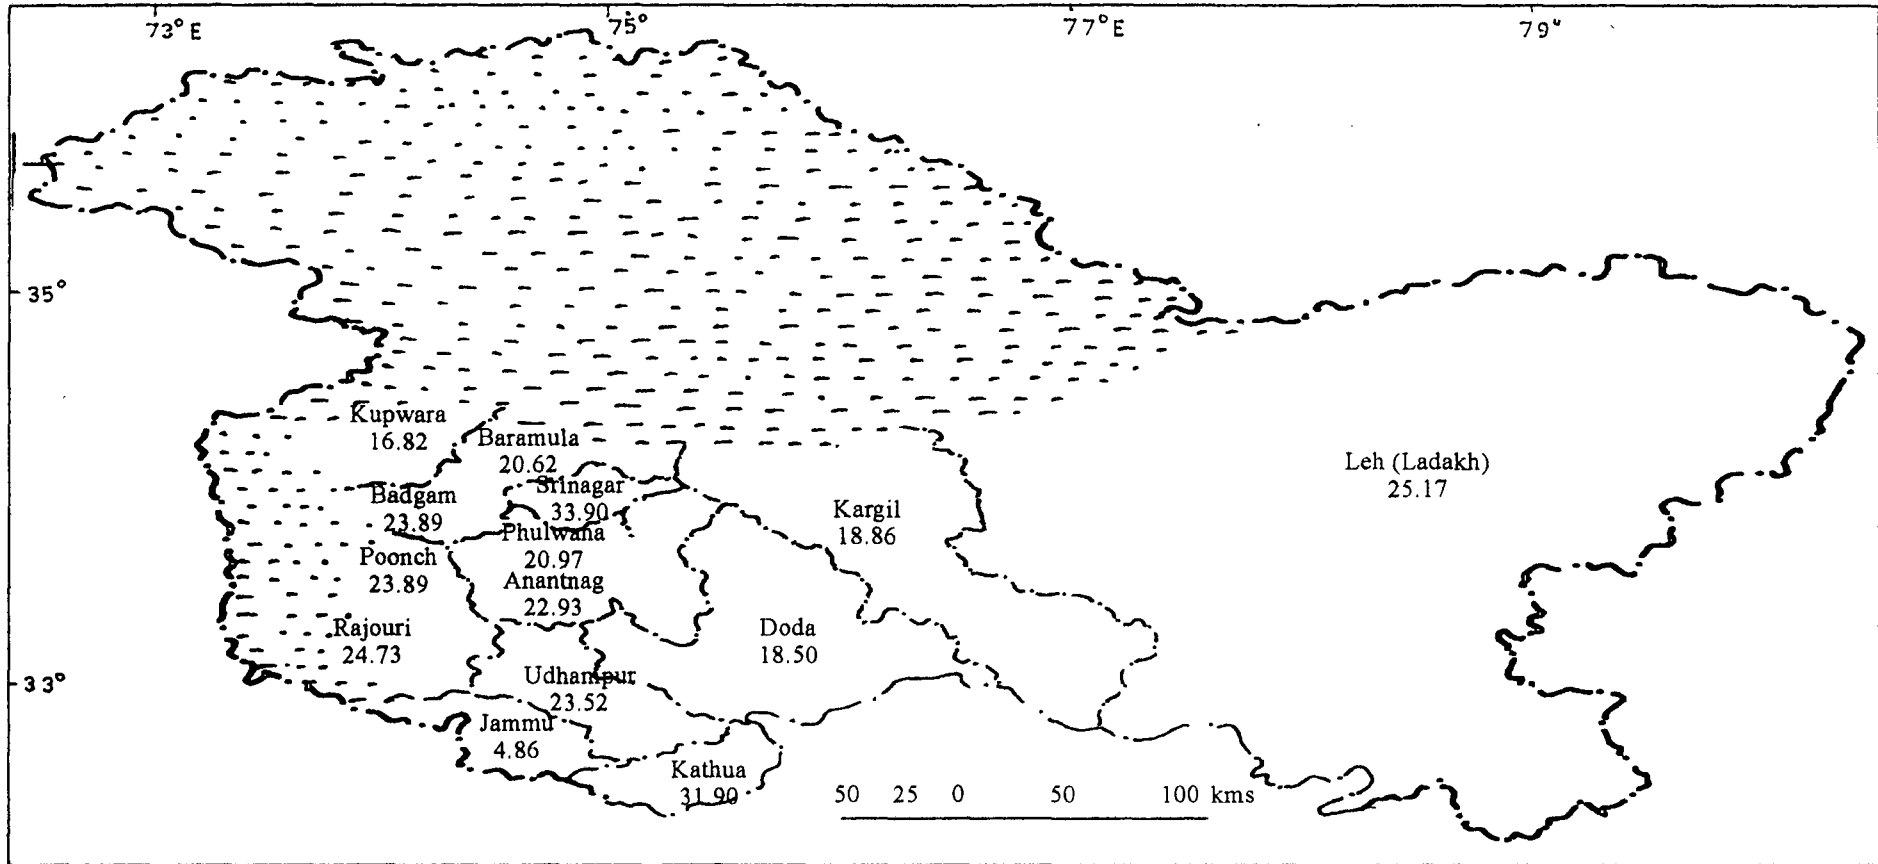 73°E 75° 77°E 79°
35°
Kupwara
16.82
Baramula
20.62
Srinagar
33.90
Badgam
23.89
Phulwana
20.97
Poonch
23.89
Anantnag
22.93
Kargil
18.86
Leh (Ladakh)
25.17
Rajouri
24.73
Doda
18.50
33°
Udhampur
23.52
Jammu
4.86
Kathua
31.90
50 25 0 50 100 kms